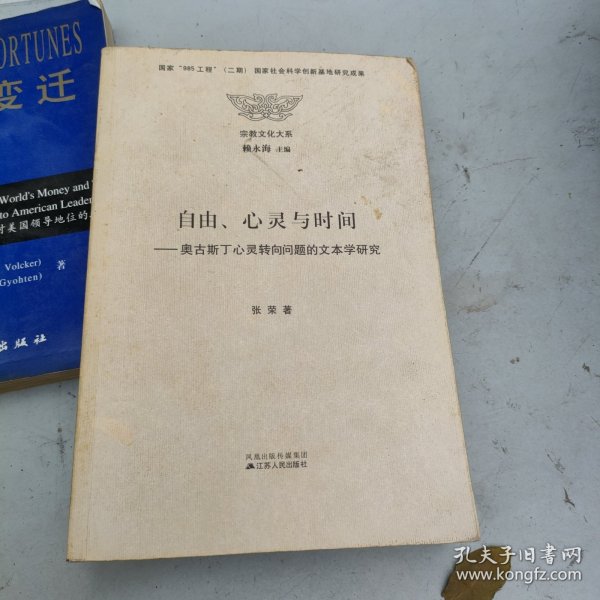 ORTUNES
变迁
World's Money and
to American Leader
对美国领导地位的
Volcker)
Gyohten)
著
出版社
国家“985工程”(二期) 国家社会科学创新基地研究成果
宗教文化大系
赖永海 主编
自由、心灵与时间
——奥古斯丁心灵转向问题的文本学研究
张荣著
凤凰出版传媒集团
江苏人民出版社
孔夫子旧书网
www.kongfz.com